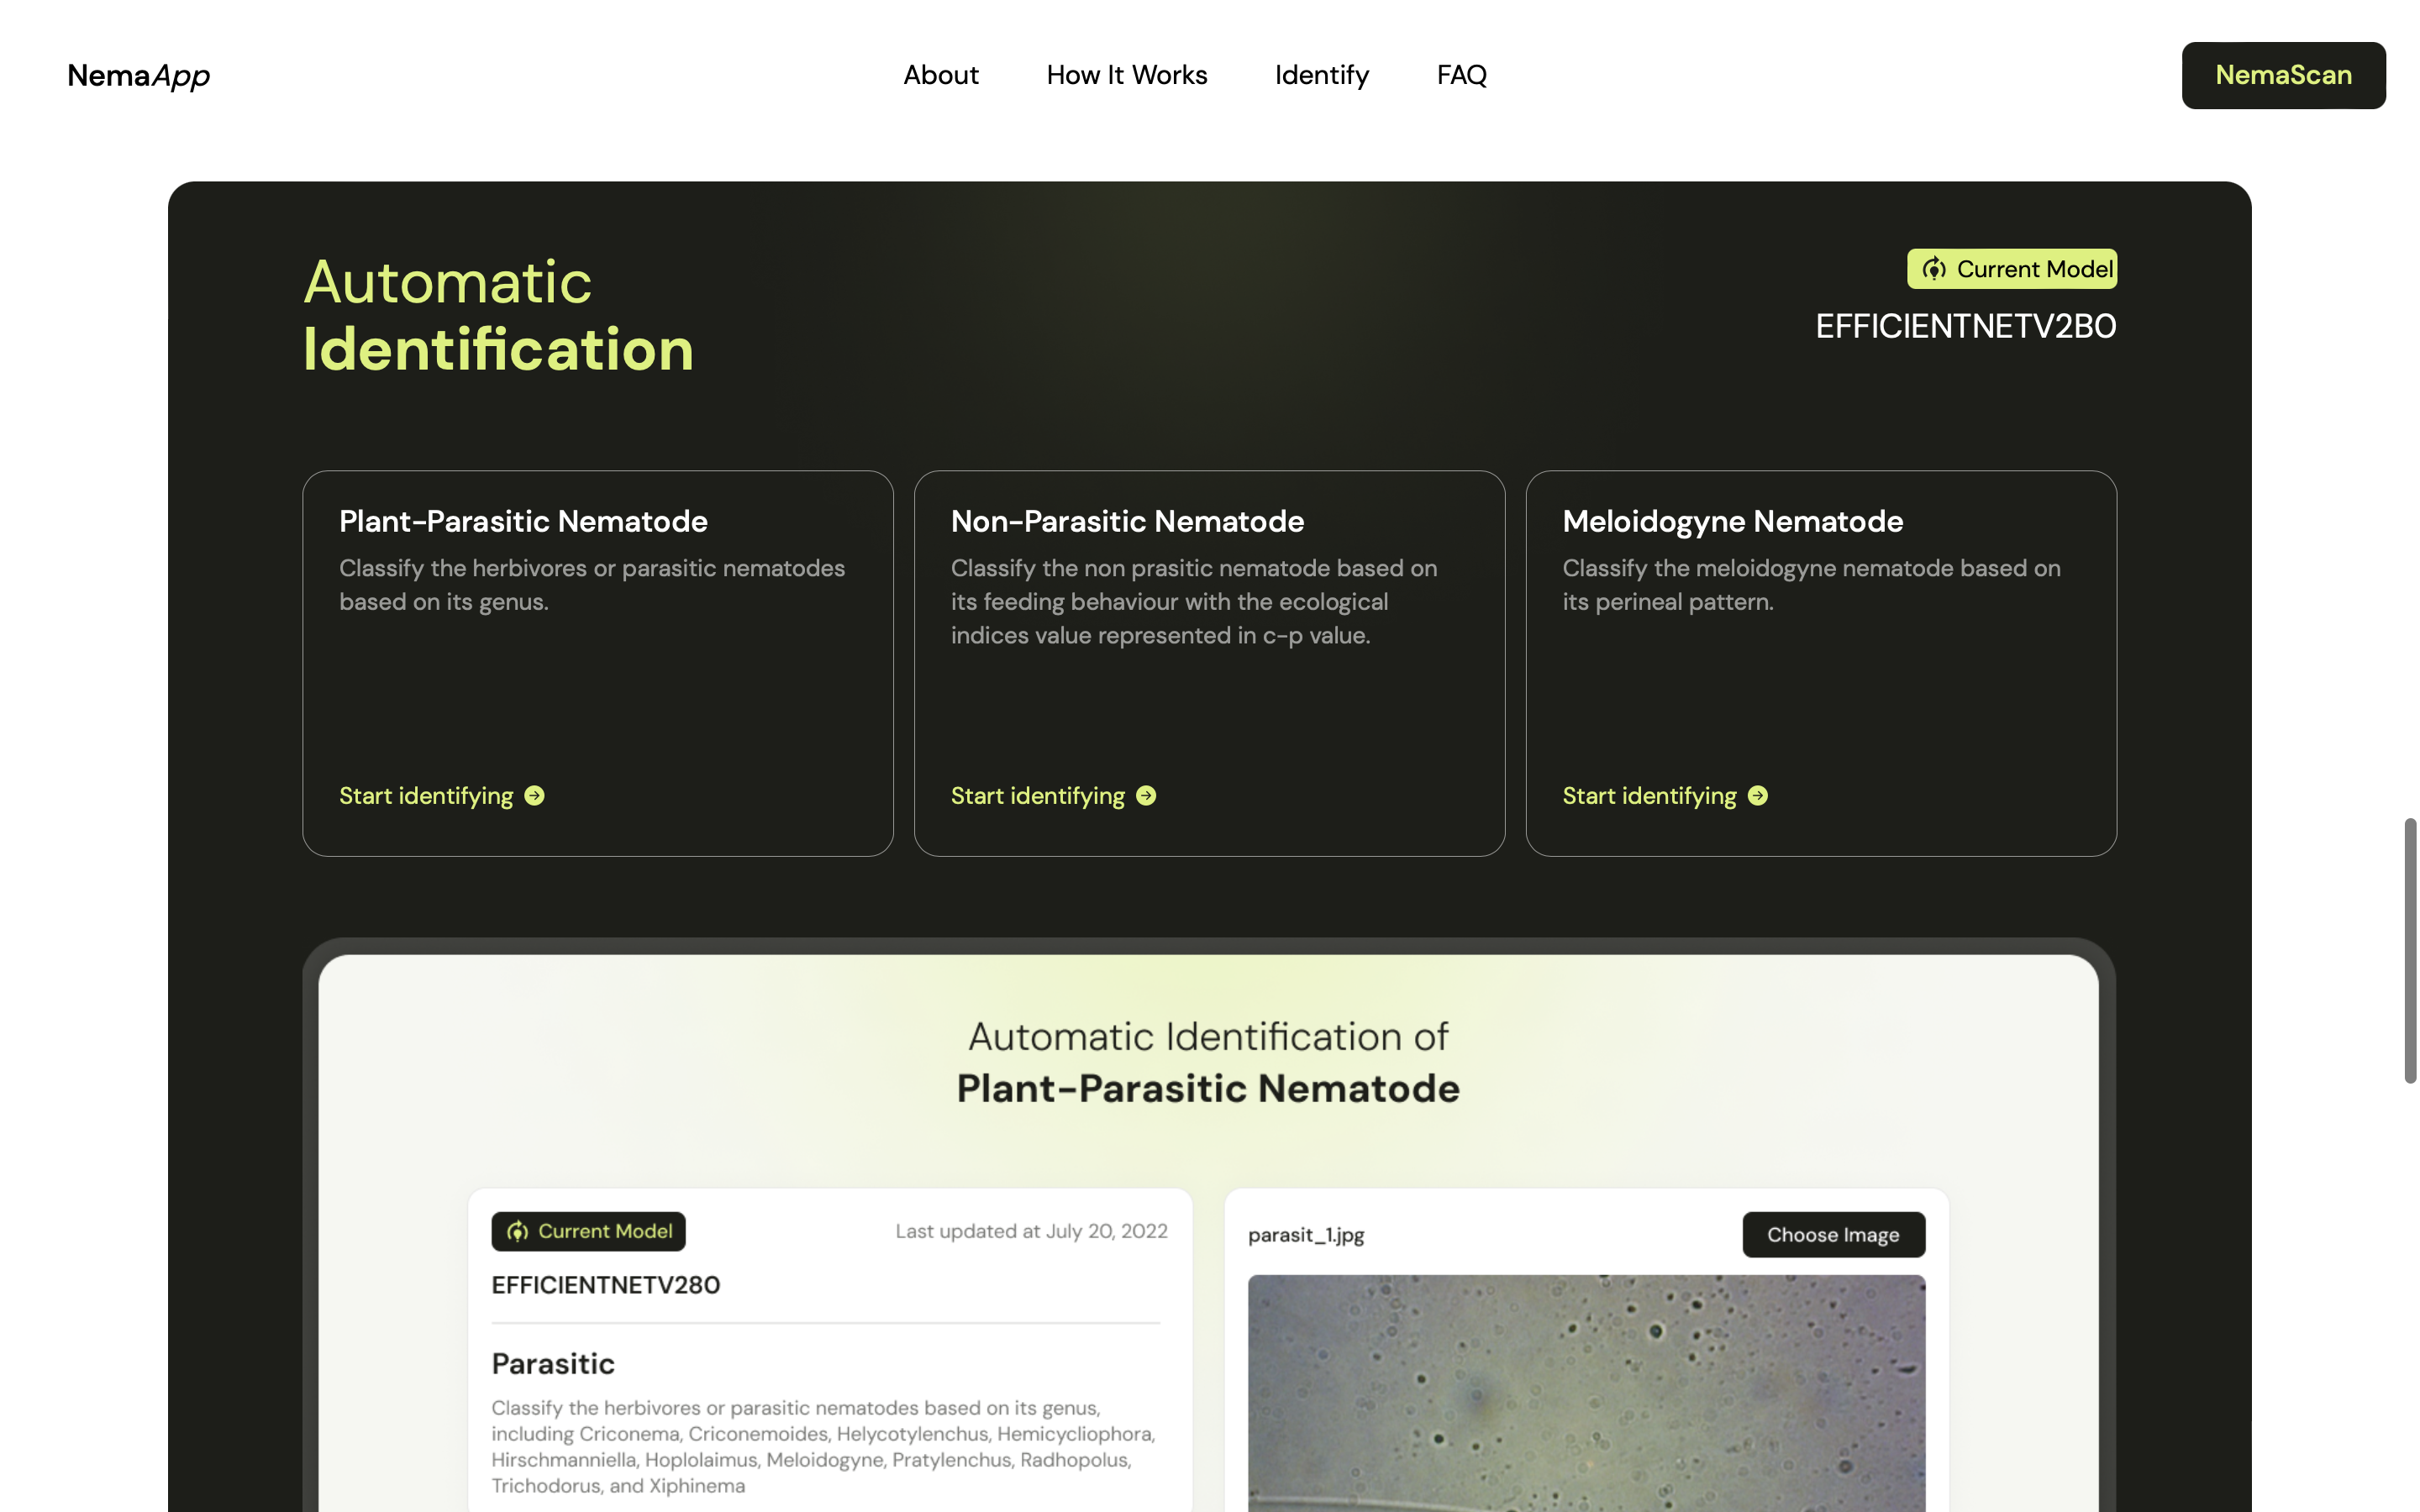 NemaApp
About
How It Works
Identify
FAQ
NemaScan
Automatic
Identification
Current Model
EFFICIENTNETV2B0
Plant-Parasitic Nematode
Classify the herbivores or parasitic nematodes
based on its genus.
Start identifying
Non-Parasitic Nematode
Classify the non prasitic nematode based on
its feeding behaviour with the ecological
indices value represented in c-p value.
Start identifying
Meloidogyne Nematode
Classify the meloidogyne nematode based on
its perineal pattern.
Start identifying
Automatic Identification of
Plant-Parasitic Nematode
Current Model
Last updated at July 20, 2022
EFFICIENTNETV280
Parasitic
Classify the herbivores or parasitic nematodes based on its genus,
including Criconema, Criconemoides, Helycotylenchus, Hemicycliophora,
Hirschmanniella, Hoplolaimus, Meloidogyne, Pratylenchus, Radhopolus,
Trichodorus, and Xiphinema
parasit_1.jpg
Choose Image